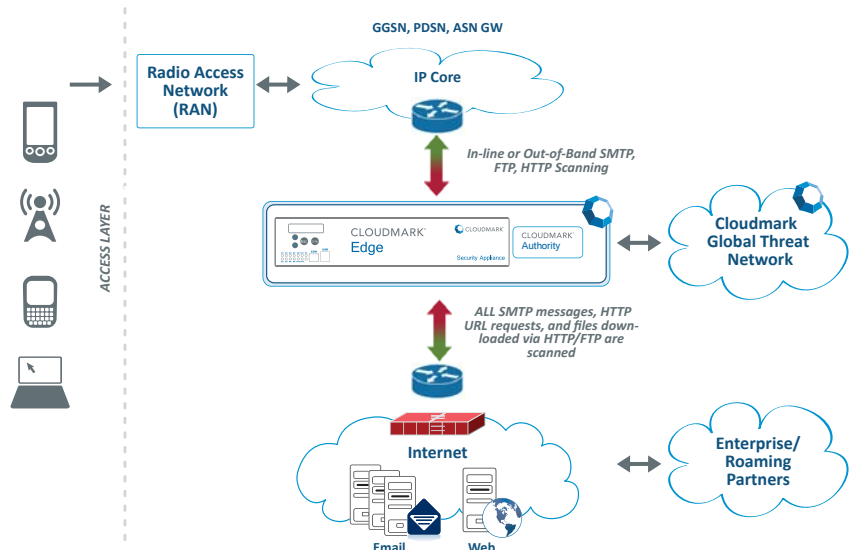 GGSN, PDSN, ASN GW
Radio Access
Network
(RAN)
IP Core
In-line or Out-of-Band SMTP,
FTP, HTTP Scanning
ACCESS LAYER
CLOUDMARK
Edge
CLOUDMARK
Security Appliance
CLOUDMARK
Authority
Cloudmark
Global Threat
Network
ALL SMTP messages, HTTP
URL requests, and files down-
loaded via HTTP/FTP are
scanned
Internet
Enterprise/
Roaming
Partners
Email
Web